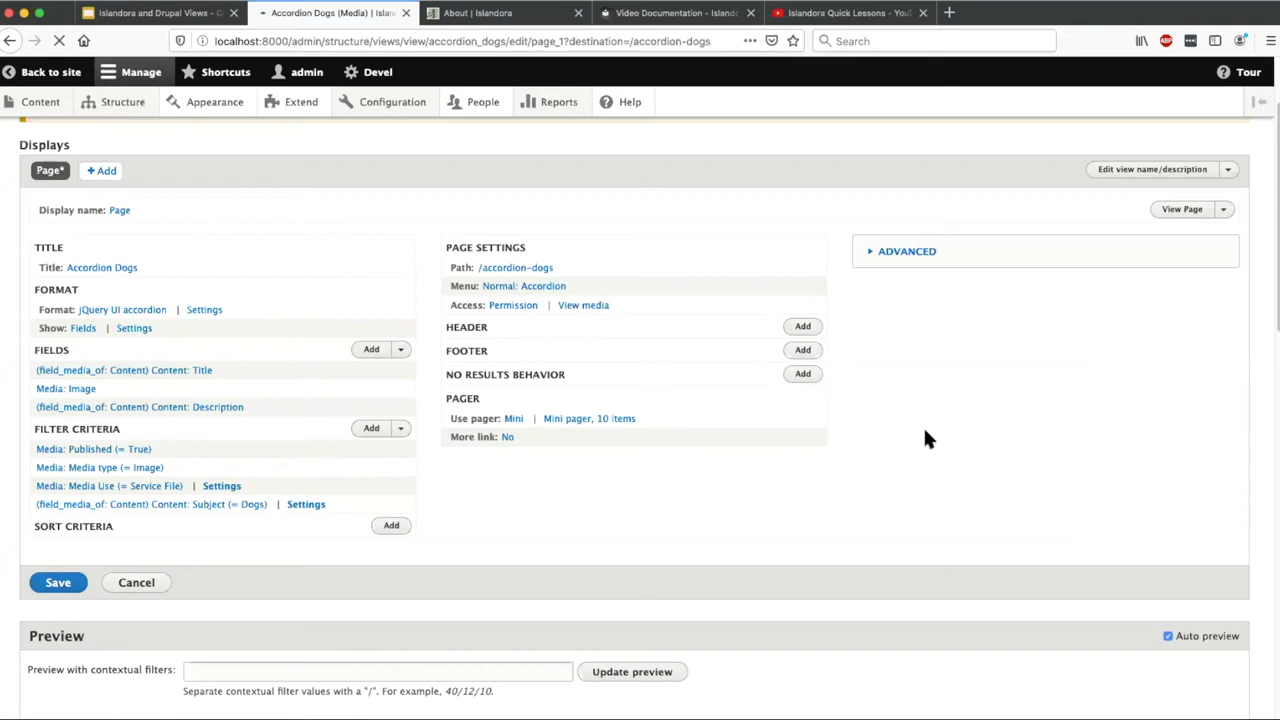 Islandora and Drupal Views - G
Accordion Dogs (Media) | Islan
About | Islandora
Video Documentation - Island
Islandora Quick Lessons - You
localhost:8000/admin/structure/views/view/accordion_dogs/edit/page_1?destination=/accordion-dogs
Search
Back to site
Manage
Shortcuts
admin
Devel
Tour
Content
Structure
Appearance
Extend
Configuration
People
Reports
Help
Displays
Page*
+ Add
Edit view name/description
Display name: Page
View Page
TITLE
Title: Accordion Dogs
FORMAT
Format: jQuery UI accordion | Settings
Show: Fields | Settings
FIELDS
Add
(field_media_of: Content) Content: Title
Media: Image
(field_media_of: Content) Content: Description
FILTER CRITERIA
Add
Media: Published (= True)
Media: Media type (= Image)
Media: Media Use (= Service File) | Settings
(field_media_of: Content) Content: Subject (= Dogs) | Settings
SORT CRITERIA
Add
PAGE SETTINGS
Path: /accordion-dogs
Menu: Normal: Accordion
Access: Permission | View media
HEADER
Add
FOOTER
Add
NO RESULTS BEHAVIOR
Add
PAGER
Use pager: Mini | Mini pager, 10 items
More link: No
ADVANCED
Save
Cancel
Preview
Auto preview
Preview with contextual filters:
Update preview
Separate contextual filter values with a "/". For example, 40/12/10.